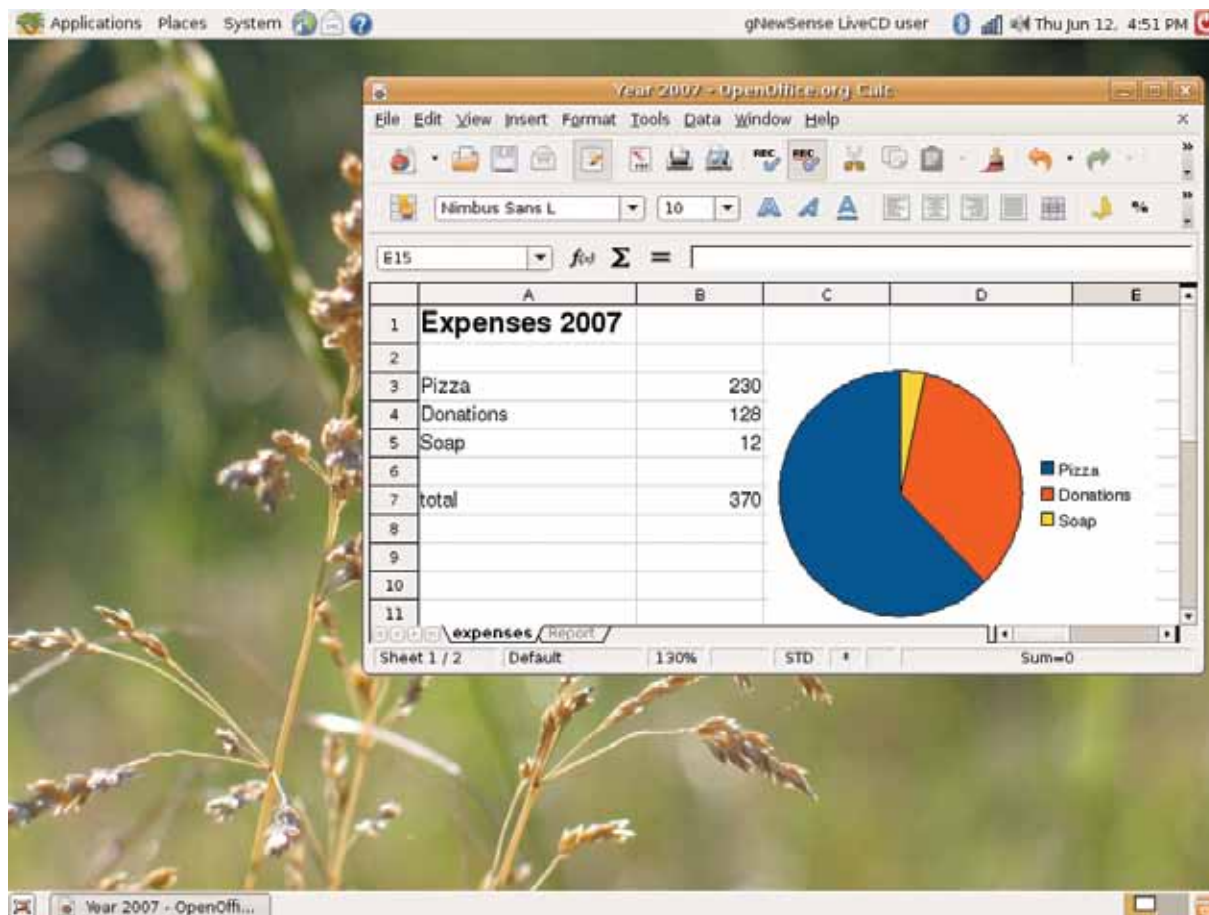 Applications Places System gNewSense LiveCD user Thu Jun 12, 4:51 PM
Year 2007 - OpenOffice.org Calc
File Edit View Insert Format Tools Data Window Help
ABC ABC
Nimbus Sans L 10 A A A %
E15 f(x) Σ =
A B C D E
1 Expenses 2007
2
3 Pizza 230
4 Donations 128
5 Soap 12
6
7 total 370
8
9
10
11
Pizza
Donations
Soap
expenses Report
Sheet 1 / 2 Default 130% STD * Sum=0
Year 2007 - OpenOffi...